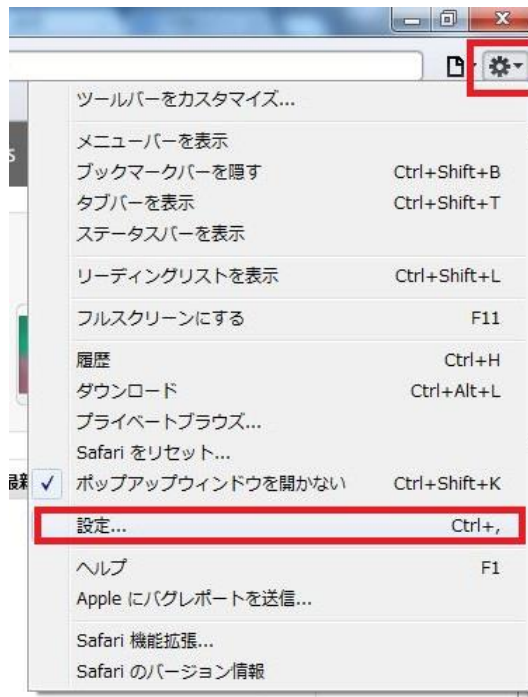 ツールバーをカスタマイズ...
メニューバーを表示
ブックマークバーを隠す Ctrl+Shift+B
タブバーを表示 Ctrl+Shift+T
ステータスバーを表示
リーディングリストを表示 Ctrl+Shift+L
フルスクリーンにする F11
履歴 Ctrl+H
ダウンロード Ctrl+Alt+L
プライベートブラウズ...
Safari をリセット...
最新
✓ ポップアップウィンドウを開かない Ctrl+Shift+K
設定... Ctrl+,
ヘルプ F1
Apple にバグレポートを送信...
Safari 機能拡張...
Safari のバージョン情報